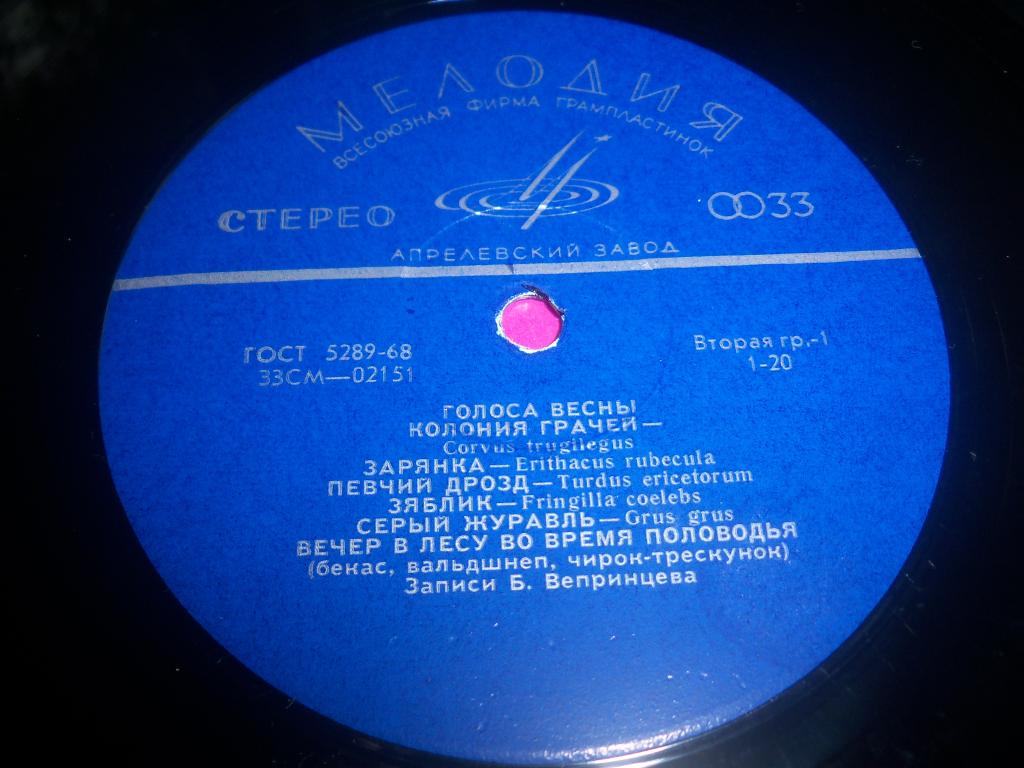 МЕЛОДИЯ
ВСЕСОЮЗНАЯ ФИРМА ГРАМПЛАСТИНОК
СТЕРЕО
33
АПРЕЛЕВСКИЙ ЗАВОД
ГОСТ 5289-68
33СМ—02151
Вторая гр.-1
1-20
ГОЛОСА ВЕСНЫ
КОЛОНИЯ ГРАЧЕЙ—
Corvus trugilegus
ЗАРЯНКА—Erithacus rubecula
ПЕВЧИЙ ДРОЗД—Turdus ericetorum
ЗЯБЛИК—Fringilla coelebs
СЕРЫЙ ЖУРАВЛЬ—Grus grus
ВЕЧЕР В ЛЕСУ ВО ВРЕМЯ ПОЛОВОДЬЯ
(бекас, вальдшнеп, чирок-трескунок)
Записи Б. Вепринцева